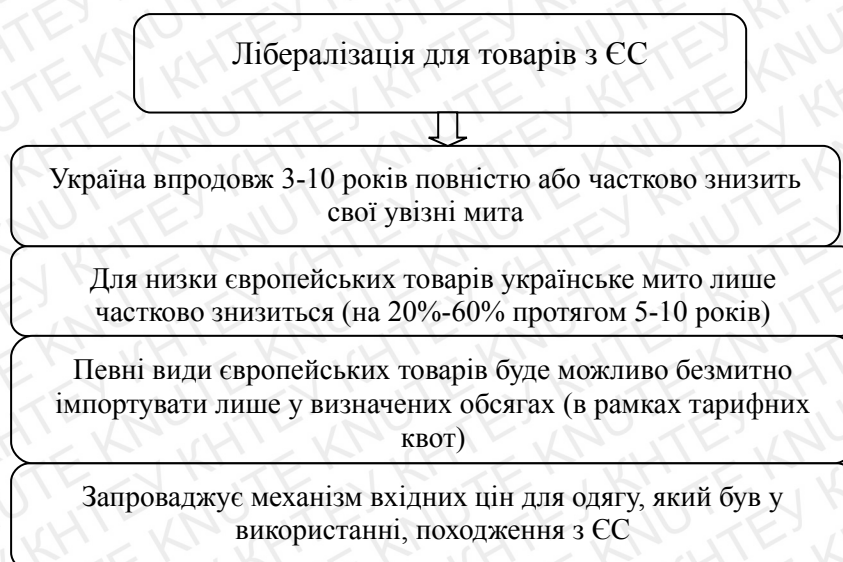 Лібералізація для товарів з ЄС
Україна впродовж 3-10 років повністю або частково знизить
свої увізні мита
Для низки європейських товарів українське мито лише
частково знизиться (на 20%-60% протягом 5-10 років)
Певні види європейських товарів буде можливо безмитно
імпортувати лише у визначених обсягах (в рамках тарифних
квот)
Запроваджує механізм вхідних цін для одягу, який був у
використанні, походження з ЄС